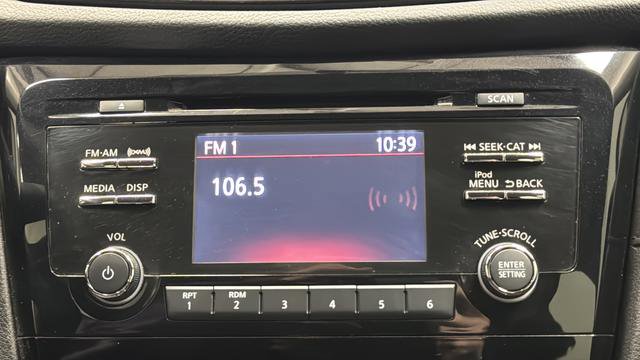 SCAN
FM·AM (((XM)))
FM 1 10:39
SEEK·CAT
MEDIA DISP
106.5
iPod
MENU BACK
VOL
TUNE·SCROLL
ENTER
SETTING
RPT RDM
1 2 3 4 5 6